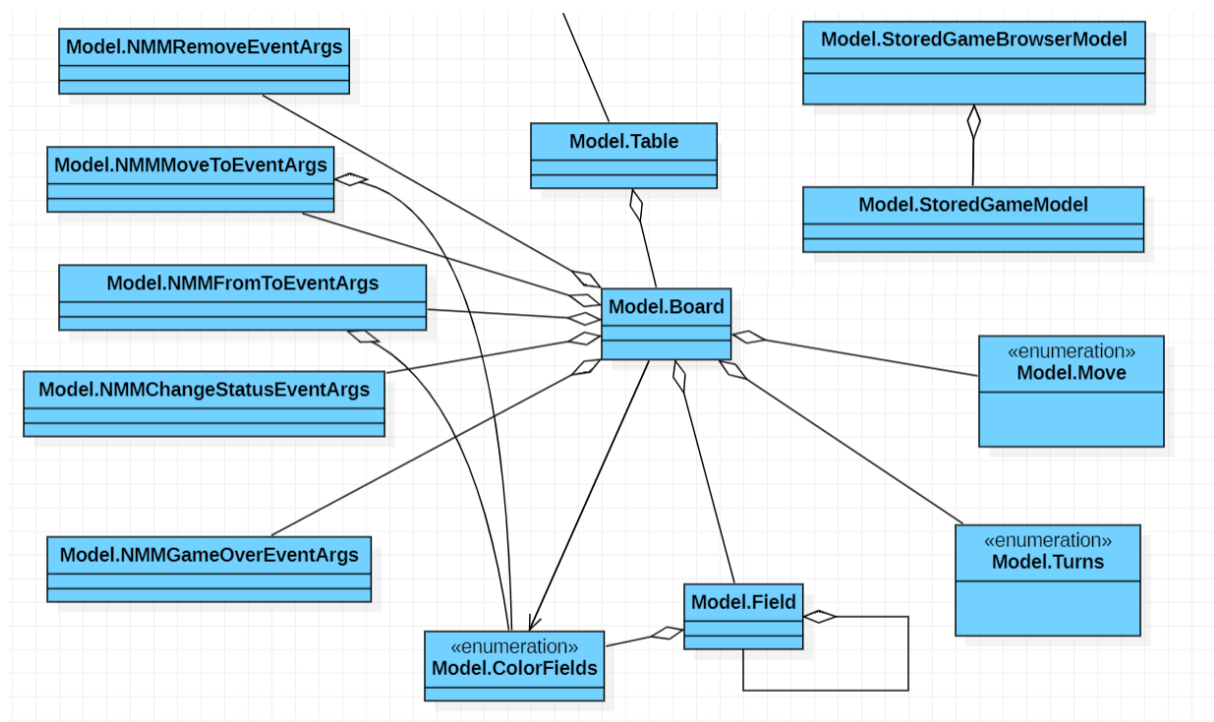 Model.NMMRemoveEventArgs
Model.StoredGameBrowserModel
Model.Table
Model.NMMMoveToEventArgs
Model.StoredGameModel
Model.NMMFromToEventArgs
Model.Board
«enumeration»
Model.Move
Model.NMMChangeStatusEventArgs
«enumeration»
Model.Turns
Model.NMMGameOverEventArgs
Model.Field
«enumeration»
Model.ColorFields